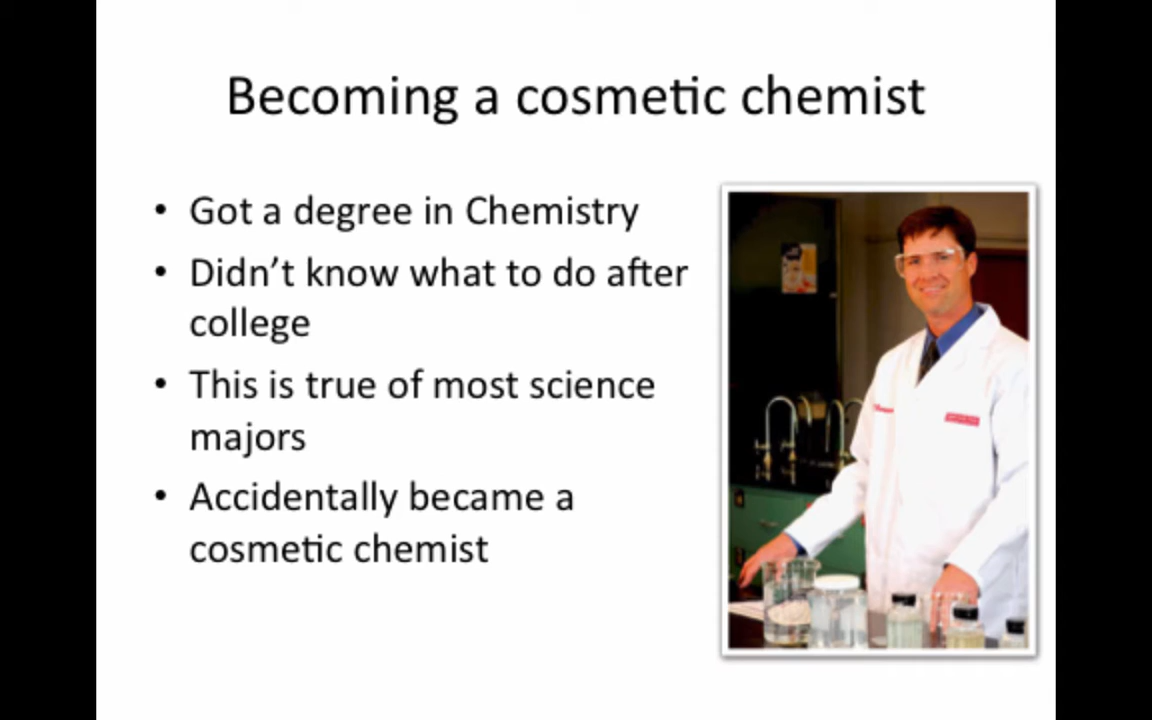 Becoming a cosmetic chemist
• Got a degree in Chemistry
• Didn’t know what to do after
college
• This is true of most science
majors
• Accidentally became a
cosmetic chemist